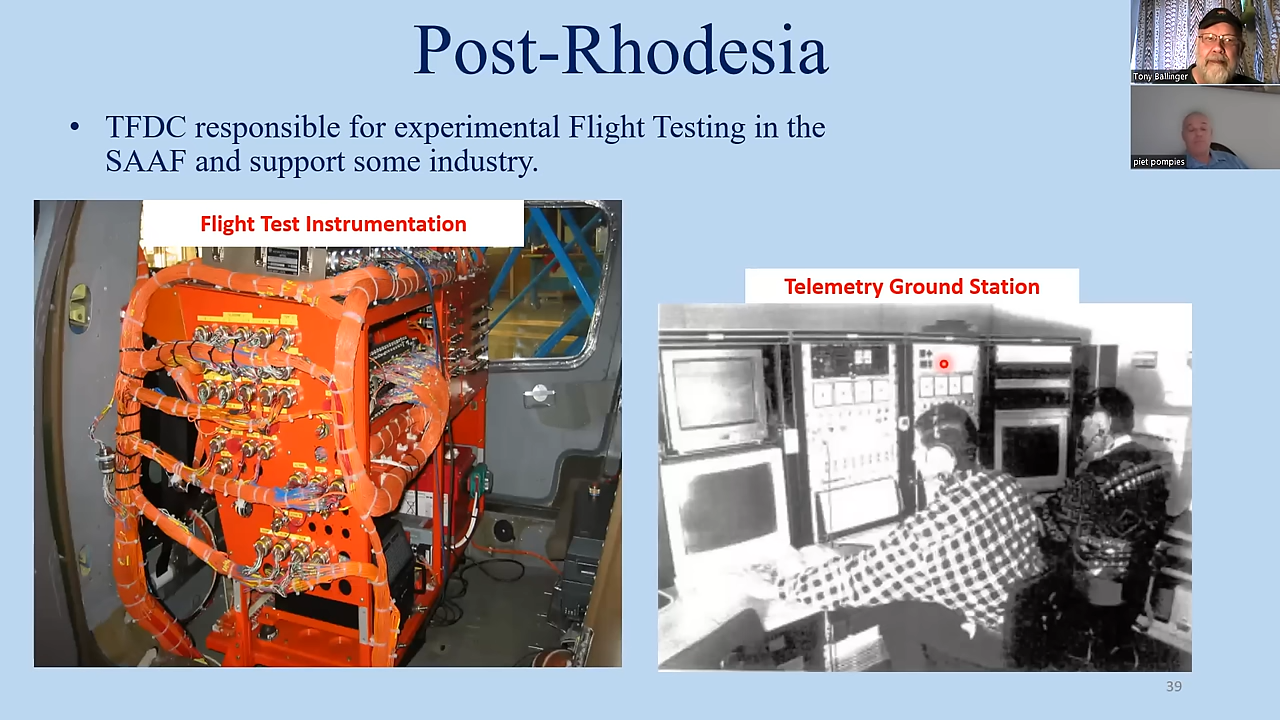 Post-Rhodesia
Tony Ballinger
piet pompies
• TFDC responsible for experimental Flight Testing in the
SAAF and support some industry.
Flight Test Instrumentation
Telemetry Ground Station
39